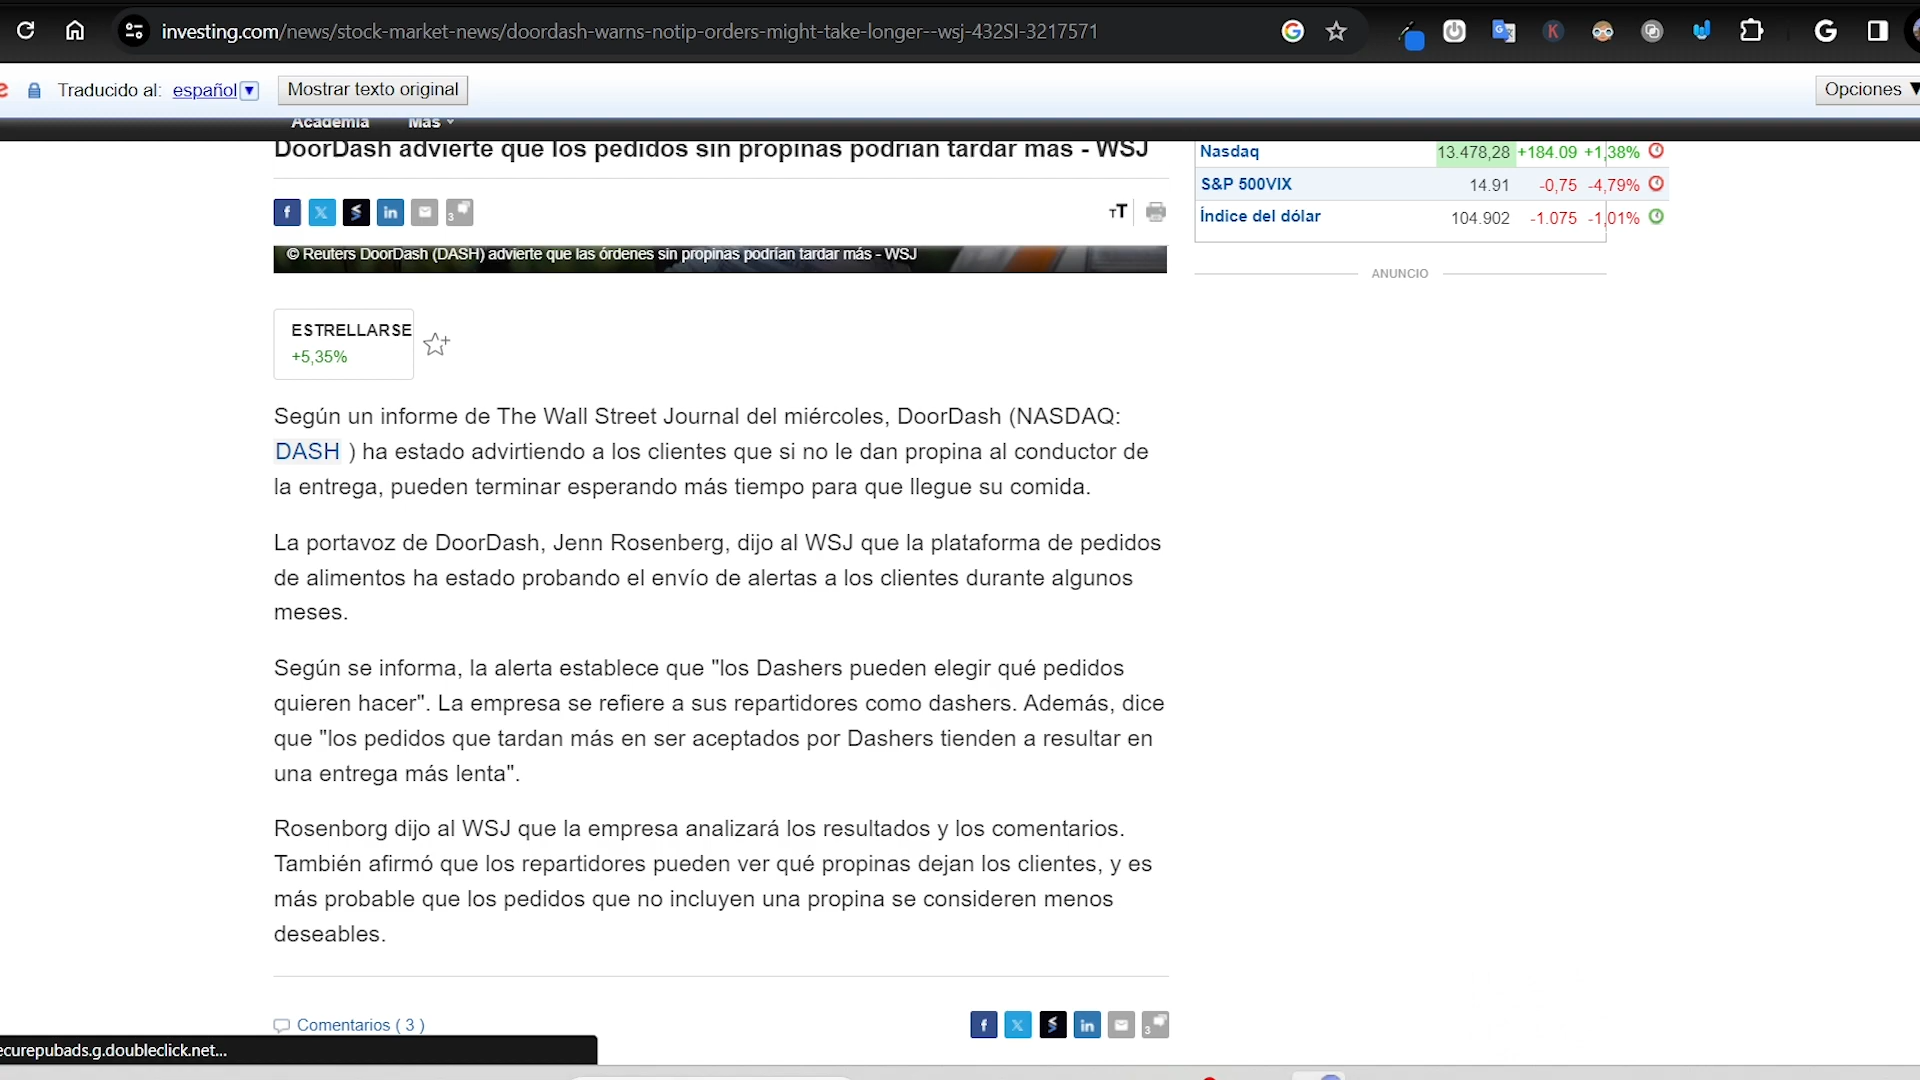 investing.com/news/stock-market-news/doordash-warns-notip-orders-might-take-longer--wsj-432SI-3217571
Traducido al: español
Mostrar texto original
Opciones
Academia Más
DoorDash advierte que los pedidos sin propinas podrían tardar más - WSJ
Nasdaq 13.478,28 +184.09 +1,38%
S&P 500VIX 14.91 -0,75 -4,79%
Índice del dólar 104.902 -1.075 -1,01%
3
TT
© Reuters DoorDash (DASH) advierte que las órdenes sin propinas podrían tardar más - WSJ
ANUNCIO
ESTRELLARSE
+5,35%
Según un informe de The Wall Street Journal del miércoles, DoorDash (NASDAQ:
DASH ) ha estado advirtiendo a los clientes que si no le dan propina al conductor de
la entrega, pueden terminar esperando más tiempo para que llegue su comida.
La portavoz de DoorDash, Jenn Rosenberg, dijo al WSJ que la plataforma de pedidos
de alimentos ha estado probando el envío de alertas a los clientes durante algunos
meses.
Según se informa, la alerta establece que "los Dashers pueden elegir qué pedidos
quieren hacer". La empresa se refiere a sus repartidores como dashers. Además, dice
que "los pedidos que tardan más en ser aceptados por Dashers tienden a resultar en
una entrega más lenta".
Rosenborg dijo al WSJ que la empresa analizará los resultados y los comentarios.
También afirmó que los repartidores pueden ver qué propinas dejan los clientes, y es
más probable que los pedidos que no incluyen una propina se consideren menos
deseables.
Comentarios ( 3 )
3
ecurepubads.g.doubleclick.net...